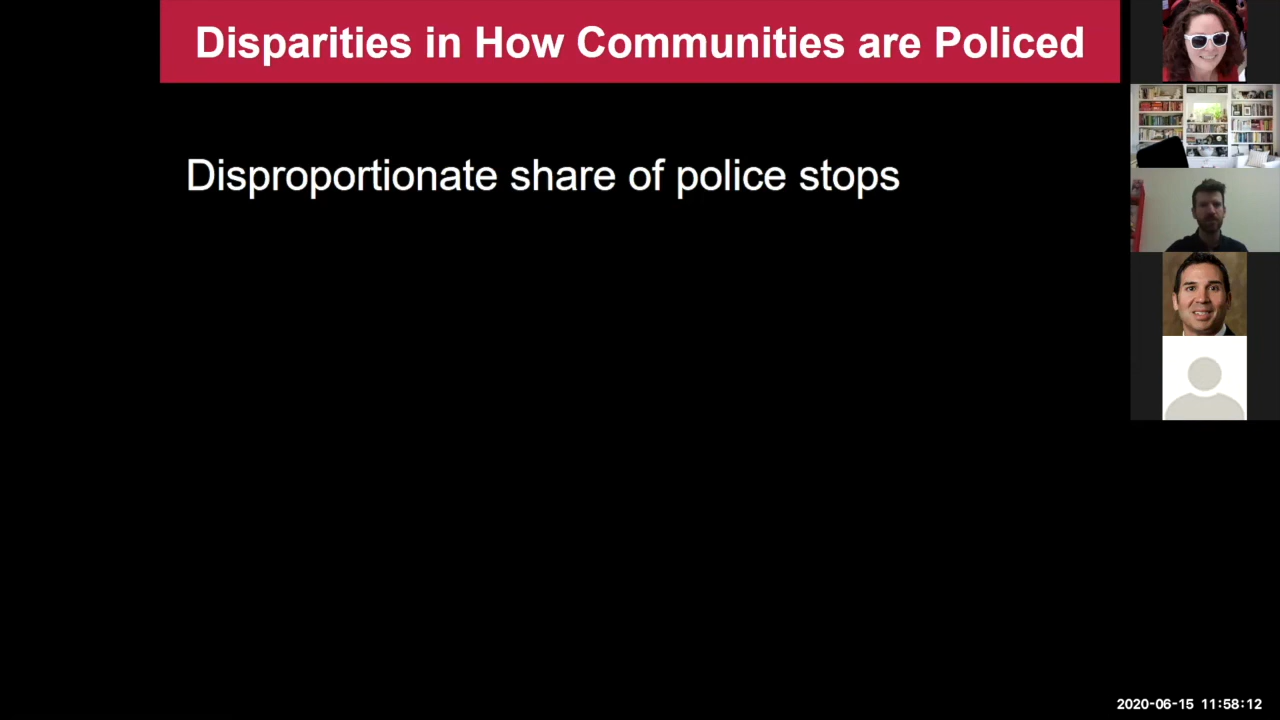 Disparities in How Communities are Policed
Disproportionate share of police stops
2020-06-15 11:58:12